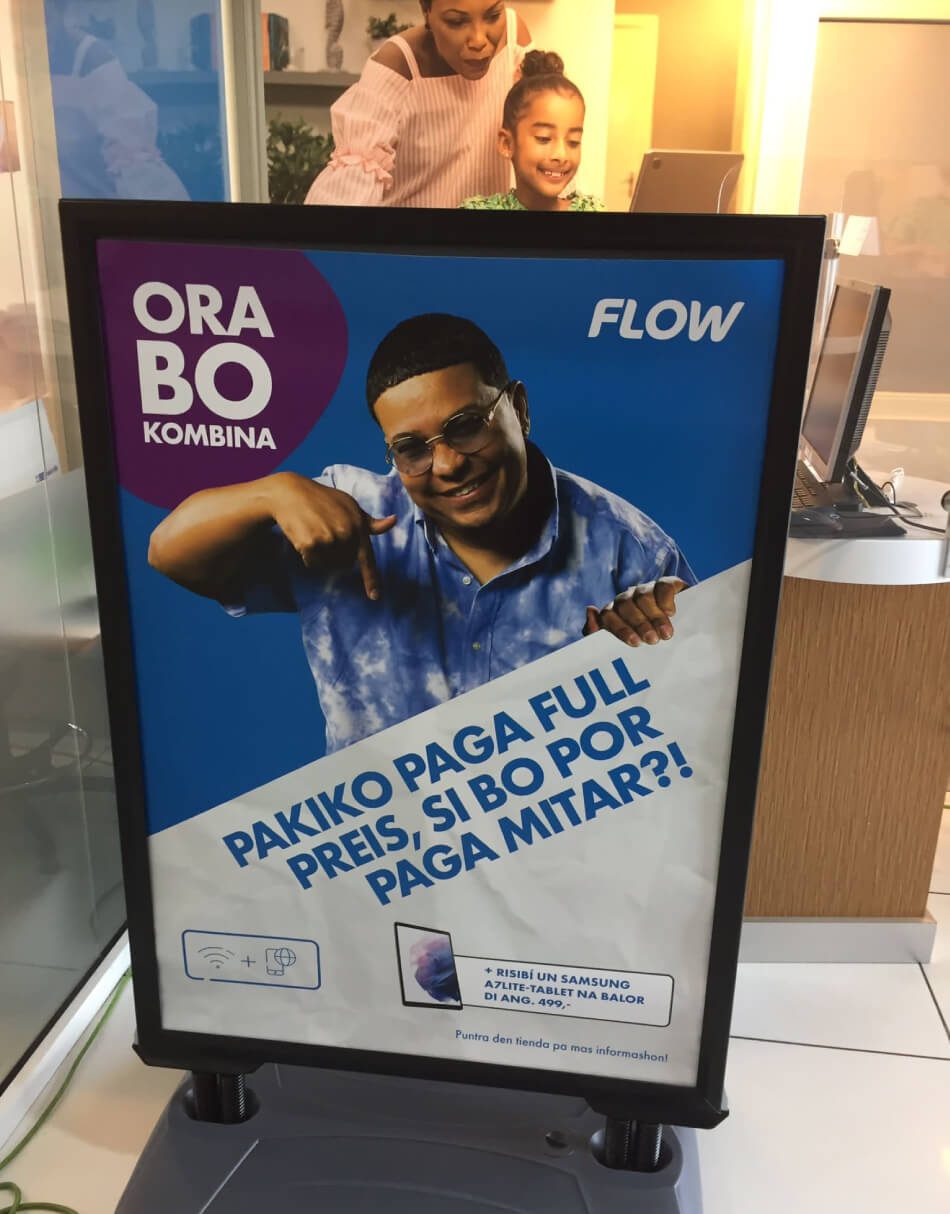 ORA
BO
KOMBINA
FLOW
PAKIKO PAGA FULL
PREIS, SI BO POR
PAGA MITAR?!
+ RISIBÍ UN SAMSUNG
A7LITE-TABLET NA BALOR
DI ANG. 499,-
Puntra den tienda pa mas informashon!